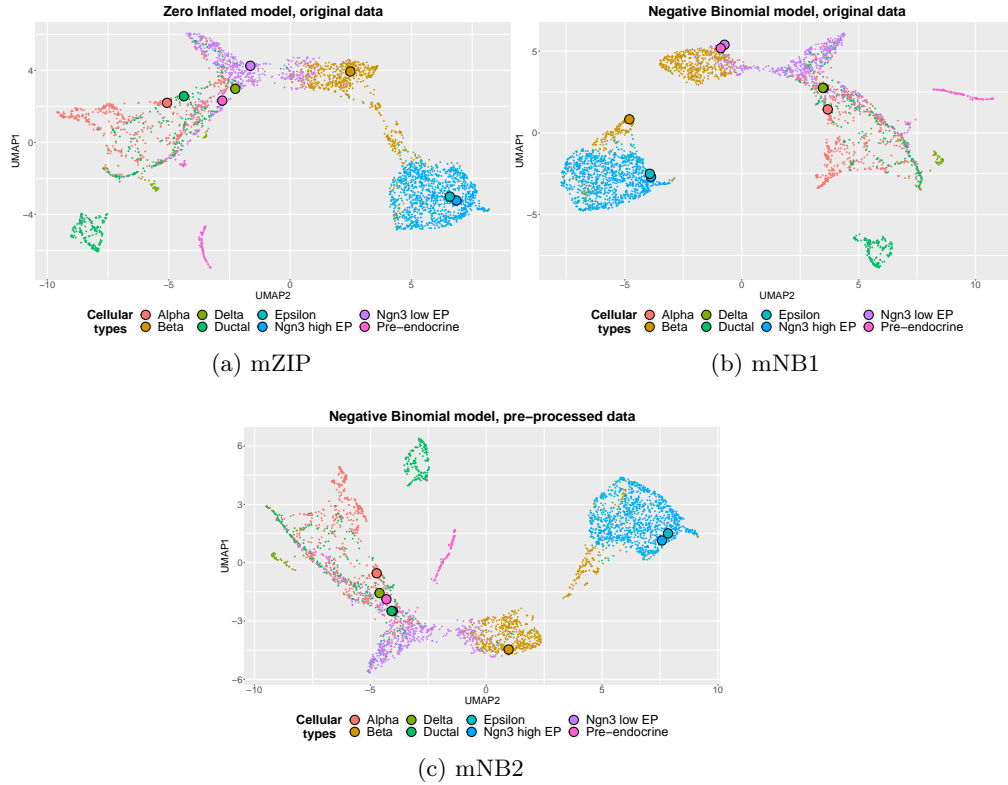 Zero Inflated model, original data
4
0
−4
UMAP1
−10
−5
0
5
UMAP2
Cellular types
Alpha
Delta
Epsilon
Ngn3 low EP
Beta
Ductal
Ngn3 high EP
Pre−endocrine
(a) mZIP
Negative Binomial model, original data
5
0
−5
UMAP1
−5
0
5
10
UMAP2
Cellular types
Alpha
Delta
Epsilon
Ngn3 low EP
Beta
Ductal
Ngn3 high EP
Pre−endocrine
(b) mNB1
Negative Binomial model, pre−processed data
6
3
0
−3
−6
UMAP1
−10
−5
0
5
10
UMAP2
Cellular types
Alpha
Delta
Epsilon
Ngn3 low EP
Beta
Ductal
Ngn3 high EP
Pre−endocrine
(c) mNB2